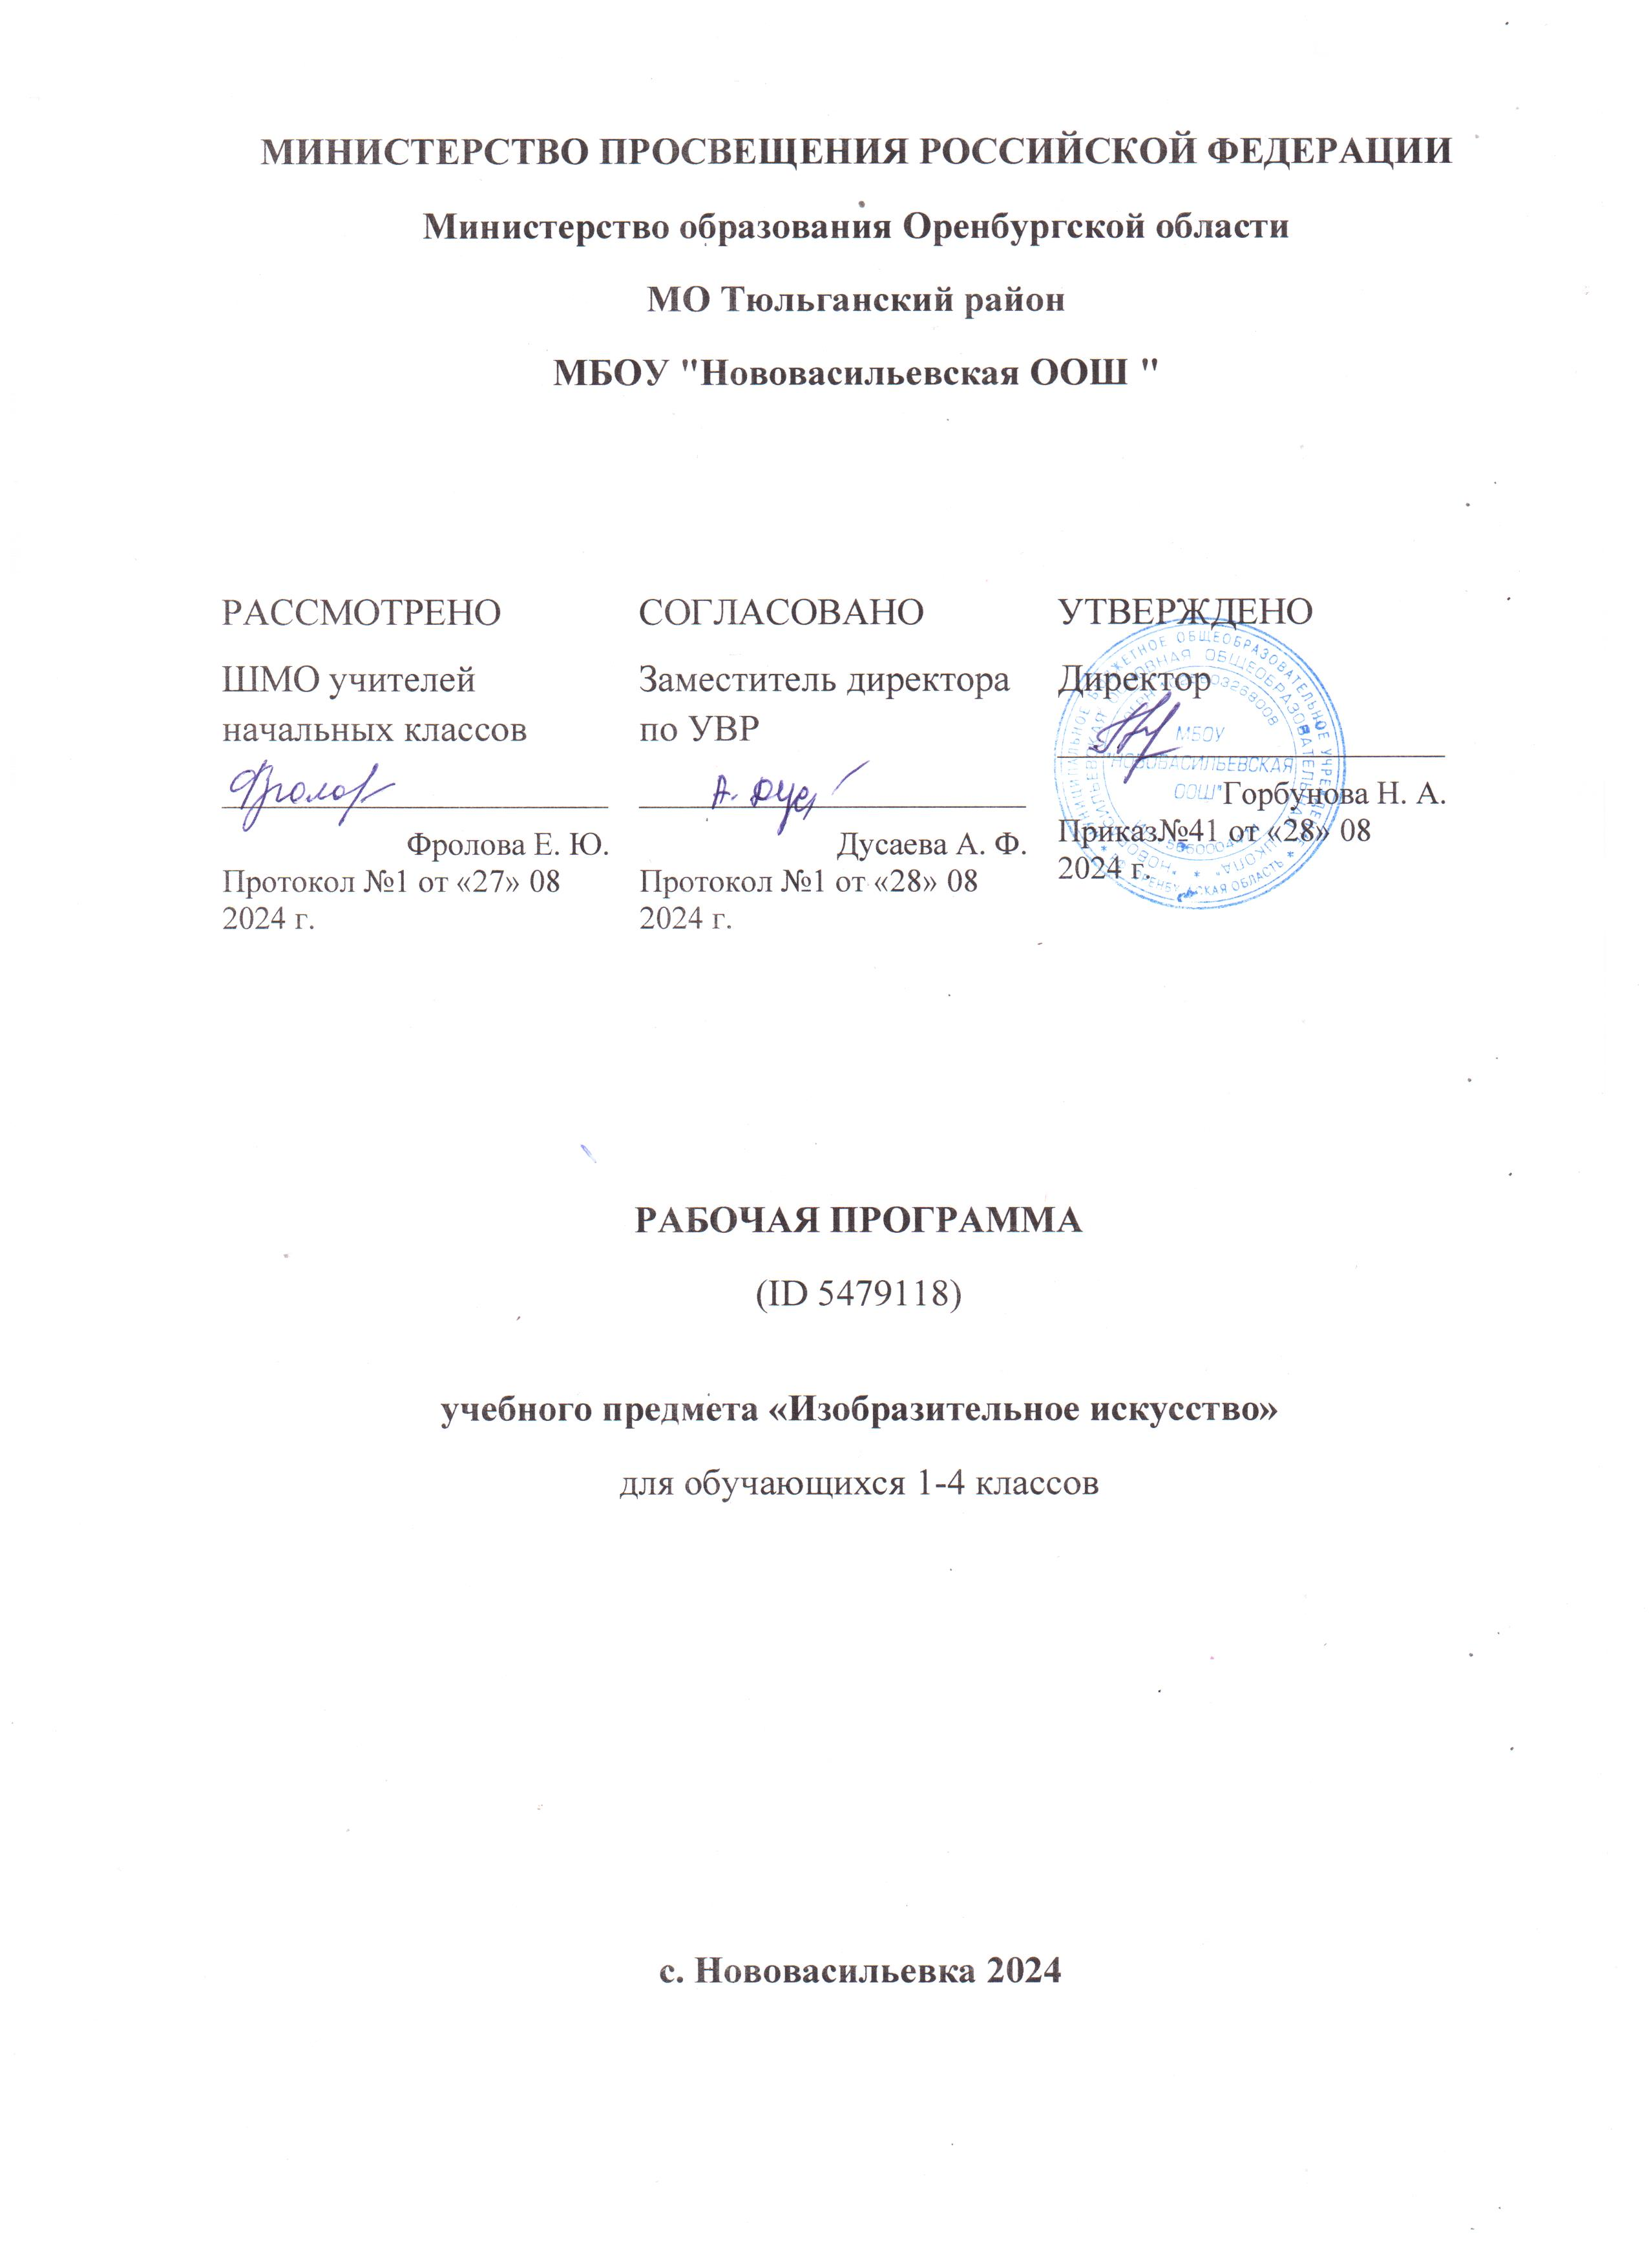 МИНИСТЕРСТВО ПРОСВЕЩЕНИЯ РОССИЙСКОЙ ФЕДЕРАЦИИ
Министерство образования Оренбургской области
МО Тюльганский район
МБОУ "Нововасильевская ООШ "
РАССМОТРЕНО
ШМО учителей
начальных классов
Фролова Е. Ю.
Протокол №1 от «27» 08
2024 г.
СОГЛАСОВАНО
Заместитель директора
по УВР
Дусаева А. Ф.
Протокол №1 от «28» 08
2024 г.
УТВЕРЖДЕНО
Директор
МБОУ
"НОВОВАСИЛЬЕВСКАЯ
ООШ"
Горбунова Н. А.
Приказ№41 от «28» 08
2024 г.
РАБОЧАЯ ПРОГРАММА
(ID 5479118)
учебного предмета «Изобразительное искусство»
для обучающихся 1-4 классов
с. Нововасильевка 2024